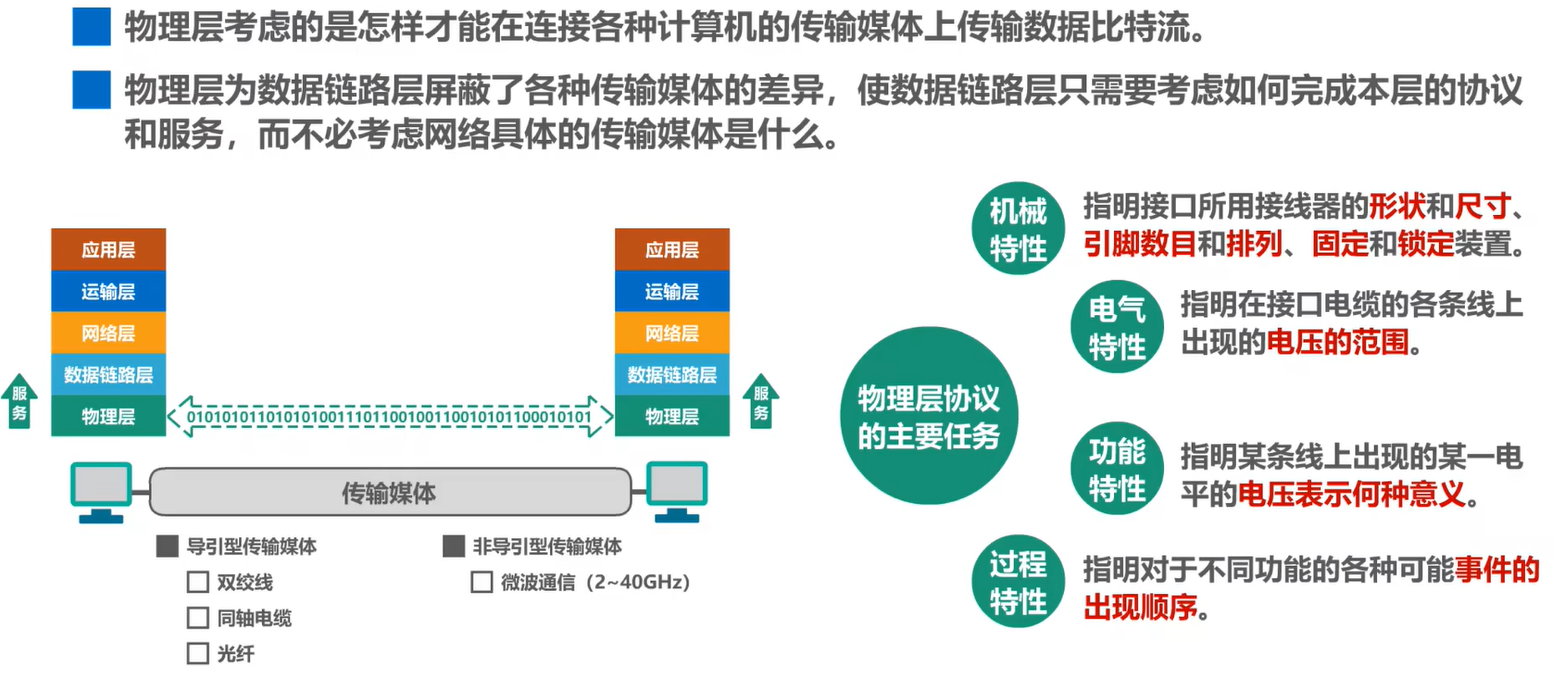 物理层考虑的是怎样才能在连接各种计算机的传输媒体上传输数据比特流。
物理层为数据链路层屏蔽了各种传输媒体的差异，使数据链路层只需要考虑如何完成本层的协议
和服务，而不必考虑网络具体的传输媒体是什么。
应用层
运输层
网络层
数据链路层
物理层
服务
0101010110101010011101100100110010101100010101
应用层
运输层
网络层
数据链路层
物理层
服务
传输媒体
导引型传输媒体
双绞线
同轴电缆
光纤
非导引型传输媒体
微波通信（2~40GHz）
物理层协议
的主要任务
机械
特性
指明接口所用接线器的形状和尺寸、
引脚数目和排列、固定和锁定装置。
电气
特性
指明在接口电缆的各条线上
出现的电压的范围。
功能
特性
指明某条线上出现的某一电
平的电压表示何种意义。
过程
特性
指明对于不同功能的各种可能事件的
出现顺序。